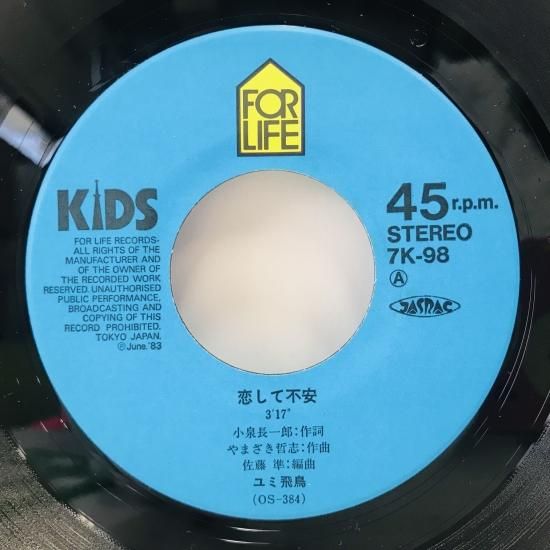 FOR
LIFE
KIDS
FOR LIFE RECORDS-
ALL RIGHTS OF THE
MANUFACTURER AND
OF THE OWNER OF
THE RECORDED WORK
RESERVED. UNAUTHORISED
PUBLIC PERFORMANCE,
BROADCASTING AND
COPYING OF THIS
RECORD PROHIBITED.
TOKYO JAPAN.
Ⓟ June. '83
45 r.p.m.
STEREO
7K-98
Ⓐ
JASRAC
恋して不安
3'17"
小泉長一郎:作詞
やまざき哲志:作曲
佐藤 準:編曲
ユミ飛鳥
(OS-384)